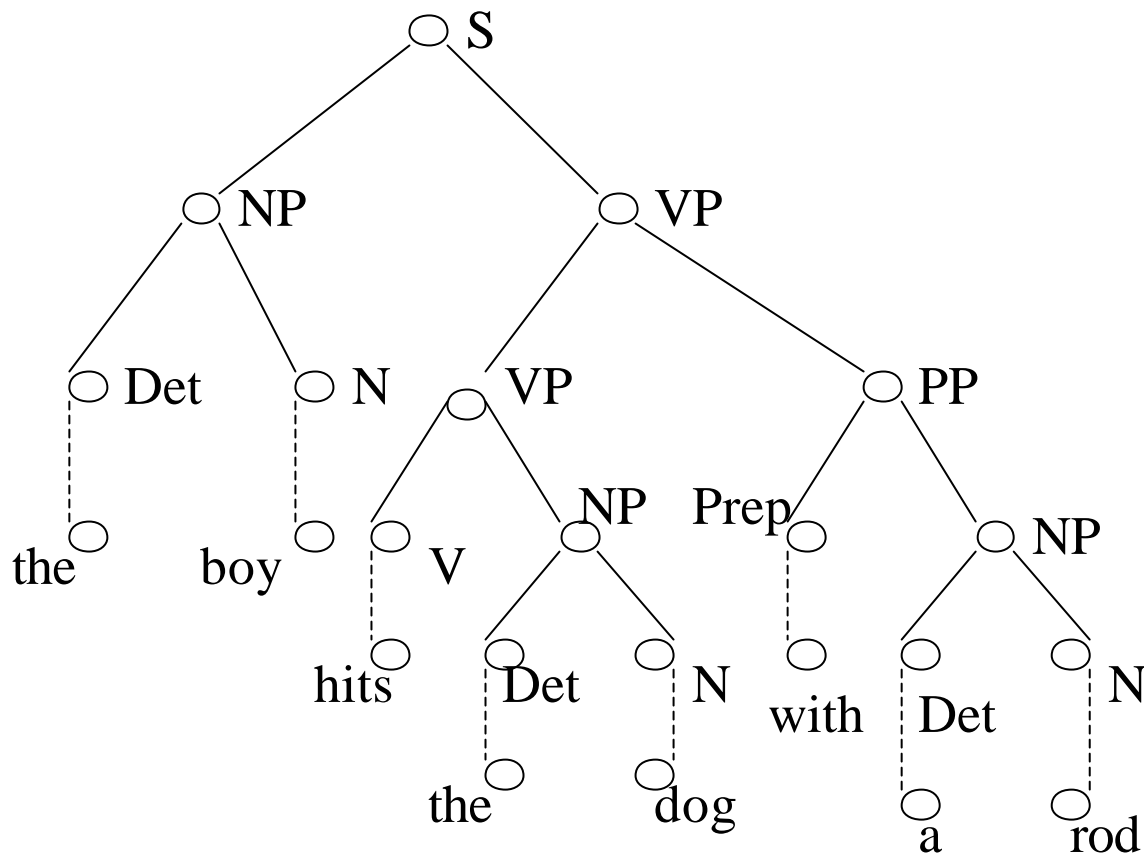 S
NP VP
Det N VP PP
NP Prep NP
the boy V
hits Det N with Det N
the dog a rod